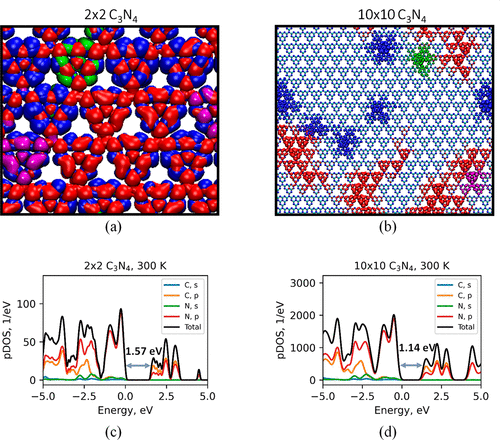 2x2 C₃N₄
10x10 C₃N₄
(a)
(b)
2x2 C₃N₄, 300 K
10x10 C₃N₄, 300 K
pDOS, 1/eV
100
50
0
C, s
C, p
N, s
N, p
Total
1.57 eV
−5.0
−2.5
0.0
2.5
5.0
Energy, eV
pDOS, 1/eV
3000
2000
1000
0
C, s
C, p
N, s
N, p
Total
1.14 eV
−5.0
−2.5
0.0
2.5
5.0
Energy, eV
(c)
(d)